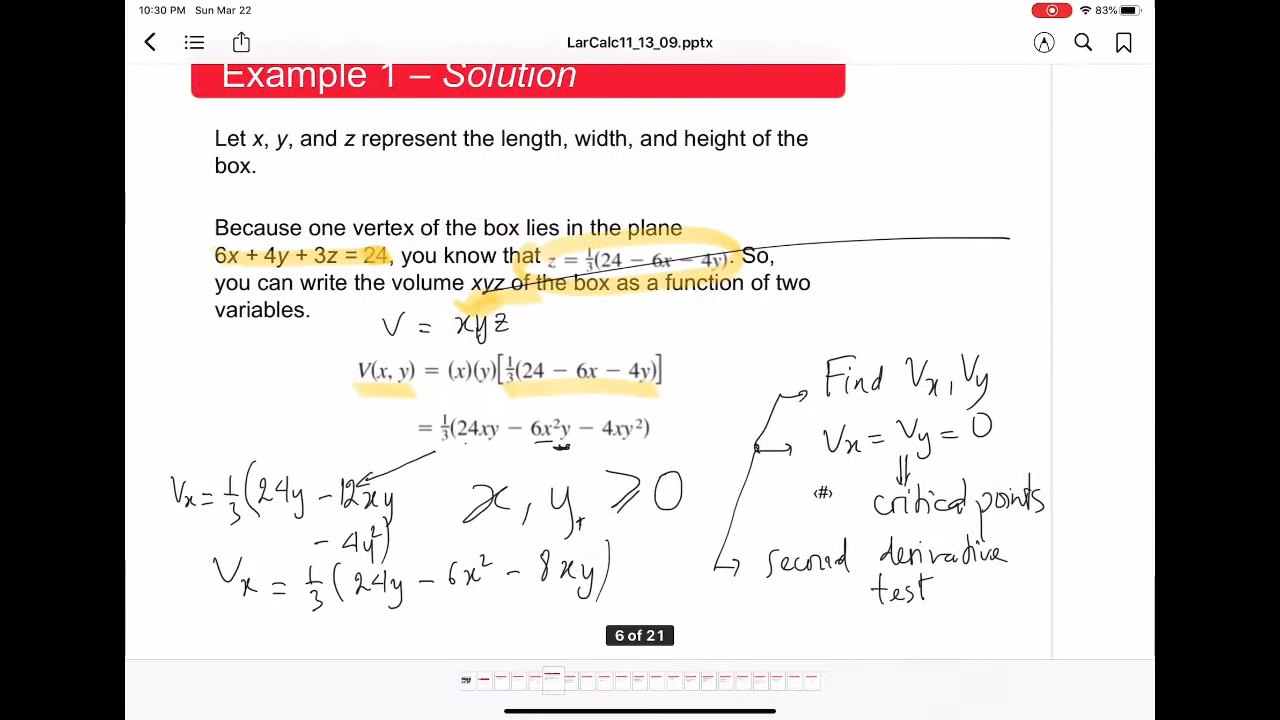 10:30 PM Sun Mar 22
83%
LarCalc11_13_09.pptx
Example 1 – Solution
Let x, y, and z represent the length, width, and height of the
box.
Because one vertex of the box lies in the plane
6x + 4y + 3z = 24, you know that z = 1/3(24 − 6x − 4y). So,
you can write the volume xyz of the box as a function of two
variables.
V = xyz
V(x, y) = (x)(y)[1/3(24 − 6x − 4y)]
= 1/3(24xy − 6x²y − 4xy²)
Vx = 1/3(24y − 12xy
− 4y²)
Vx = 1/3(24y − 6x² − 8xy)
x, y, ⩾ 0
Find Vx, Vy
Vx = Vy = 0
(#) critical points
second derivative
test
6 of 21